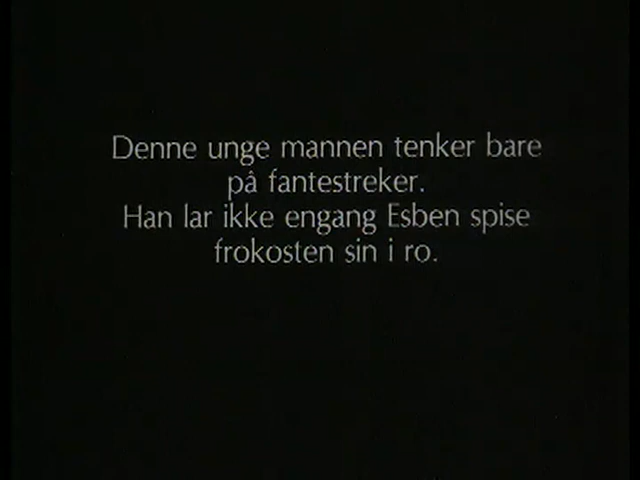 Denne unge mannen tenker bare
på fantestreker.
Han lar ikke engang Esben spise
frokosten sin i ro.